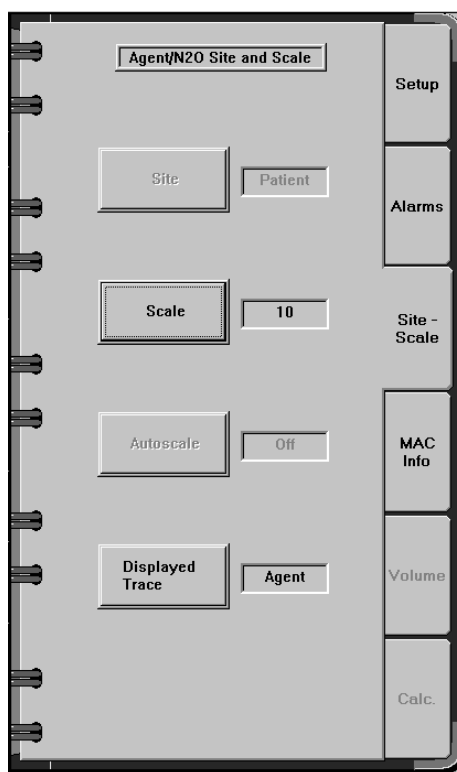 Agent/N2O Site and Scale
Setup
Site
Patient
Alarms
Scale
10
Site -
Scale
Autoscale
Off
MAC
Info
Displayed
Trace
Agent
Volume
Calc.